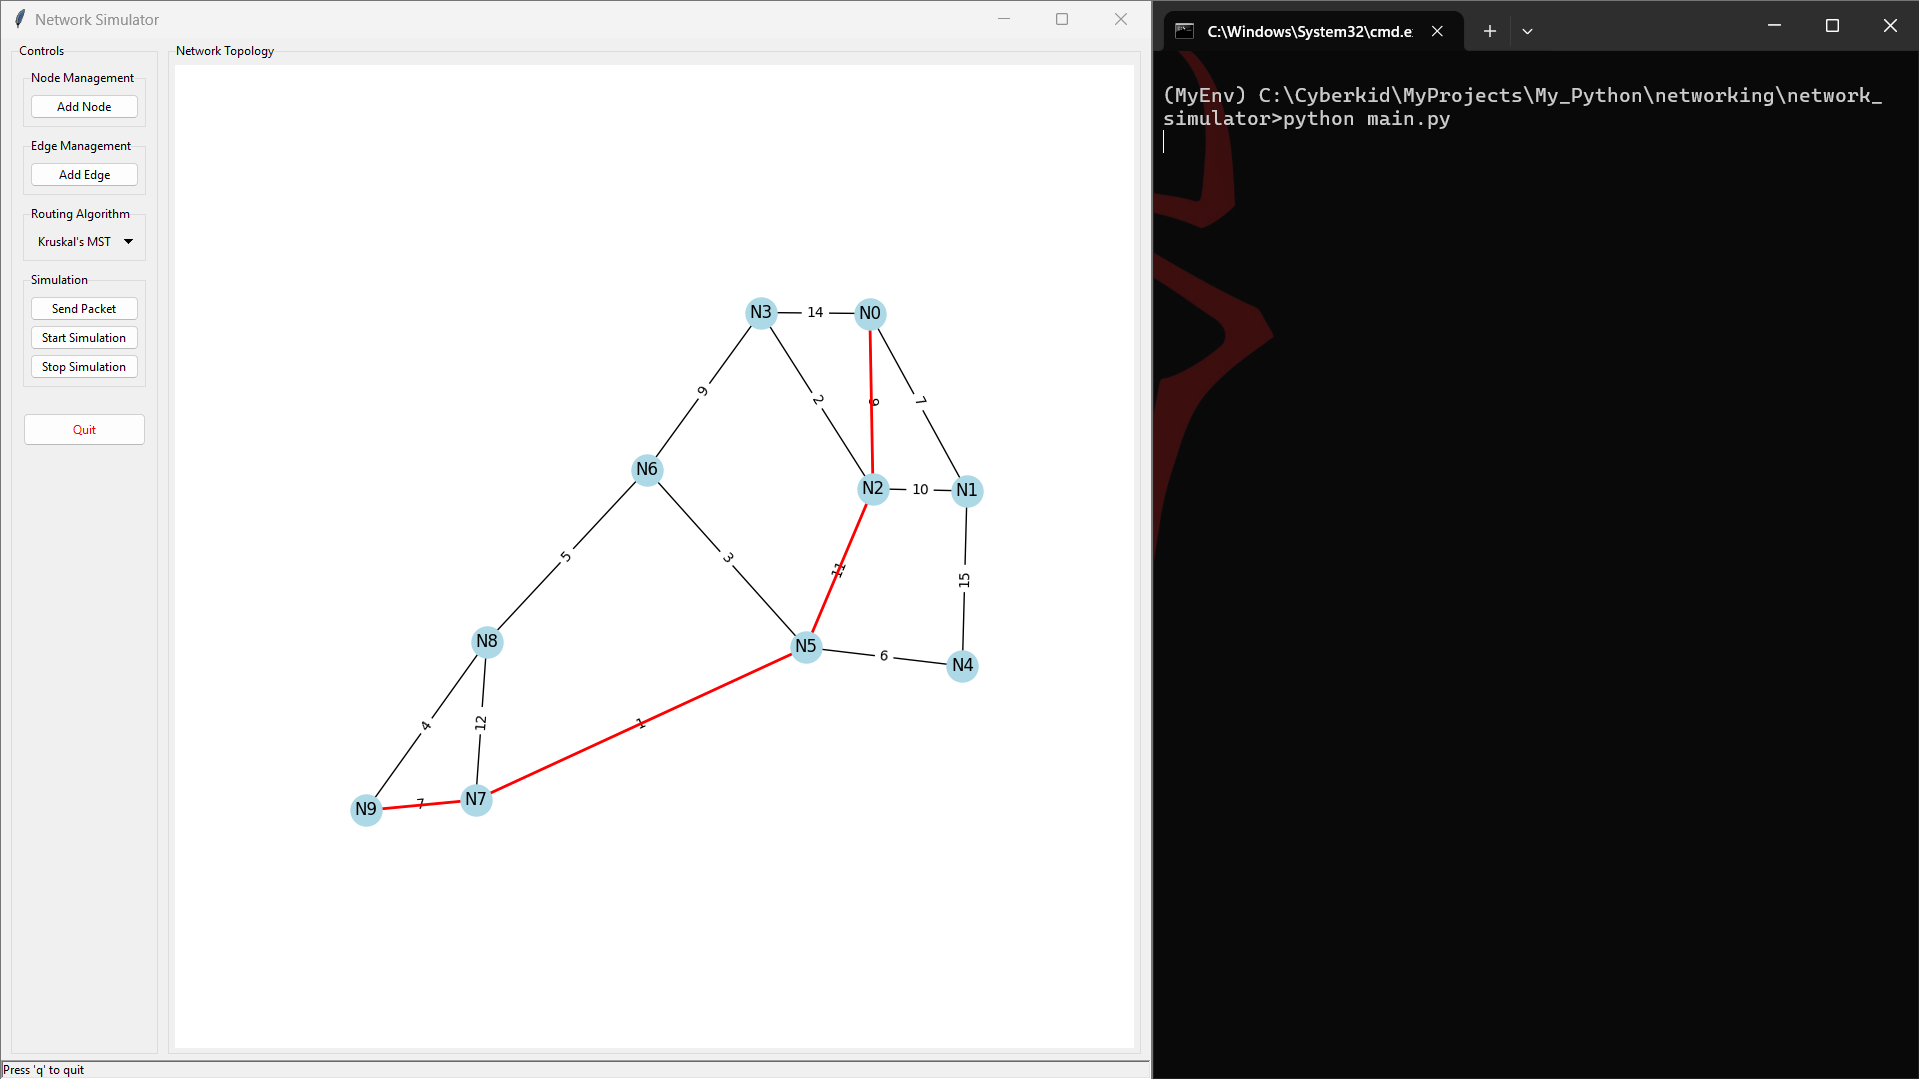 Network Simulator
Controls
Node Management
Add Node
Edge Management
Add Edge
Routing Algorithm
Kruskal's MST
Simulation
Send Packet
Start Simulation
Stop Simulation
Quit
Network Topology
N3 14 N0
9 2 7
N6
N2 10 N1
5 3 11 15
N8
N5 6 N4
4 12 1
N9 7 N7
Press 'q' to quit
C:\Windows\System32\cmd.e
(MyEnv) C:\Cyberkid\MyProjects\My_Python\networking\network_
simulator>python main.py